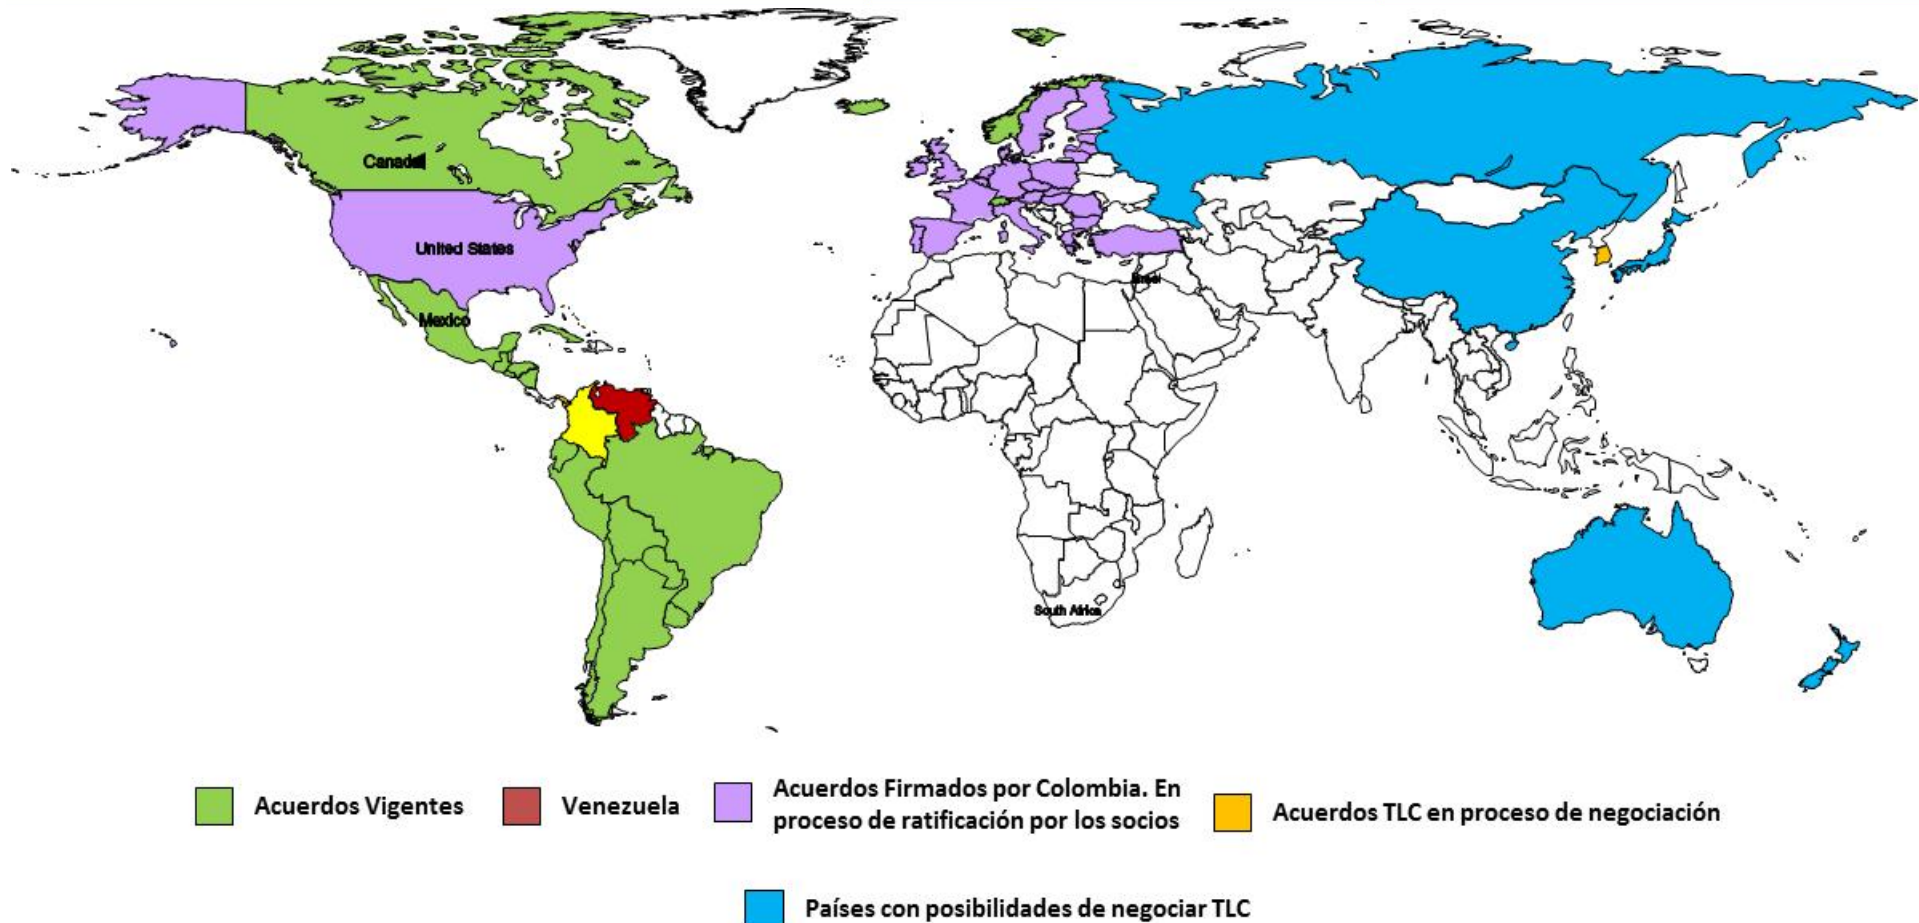 Canada
United States
Mexico
Israel
South Africa
Acuerdos Vigentes
Venezuela
Acuerdos Firmados por Colombia. En
proceso de ratificación por los socios
Acuerdos TLC en proceso de negociación
Países con posibilidades de negociar TLC